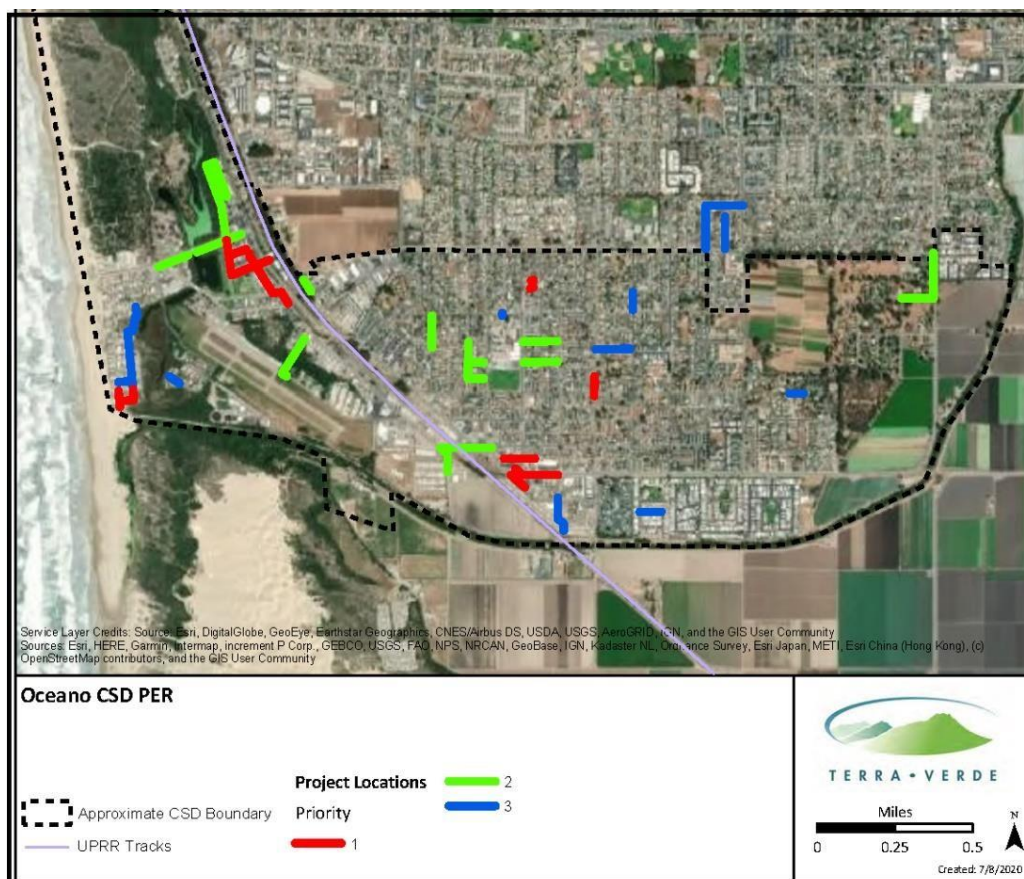 Service Layer Credits: Source: Esri, DigitalGlobe, GeoEye, Earthstar Geographics, CNES/Airbus DS, USDA, USGS, AeroGRID, IGN, and the GIS User Community
Sources: Esri, HERE, Garmin, Intermap, increment P Corp., GEBCO, USGS, FAO, NPS, NRCAN, GeoBase, IGN, Kadaster NL, Ordnance Survey, Esri Japan, METI, Esri China (Hong Kong), (c)
OpenStreetMap contributors, and the GIS User Community
Oceano CSD PER
Approximate CSD Boundary
UPRR Tracks
Project Locations
Priority
1
2
3
TERRA • VERDE
Miles
0 0.25 0.5
N
Created: 7/8/2020